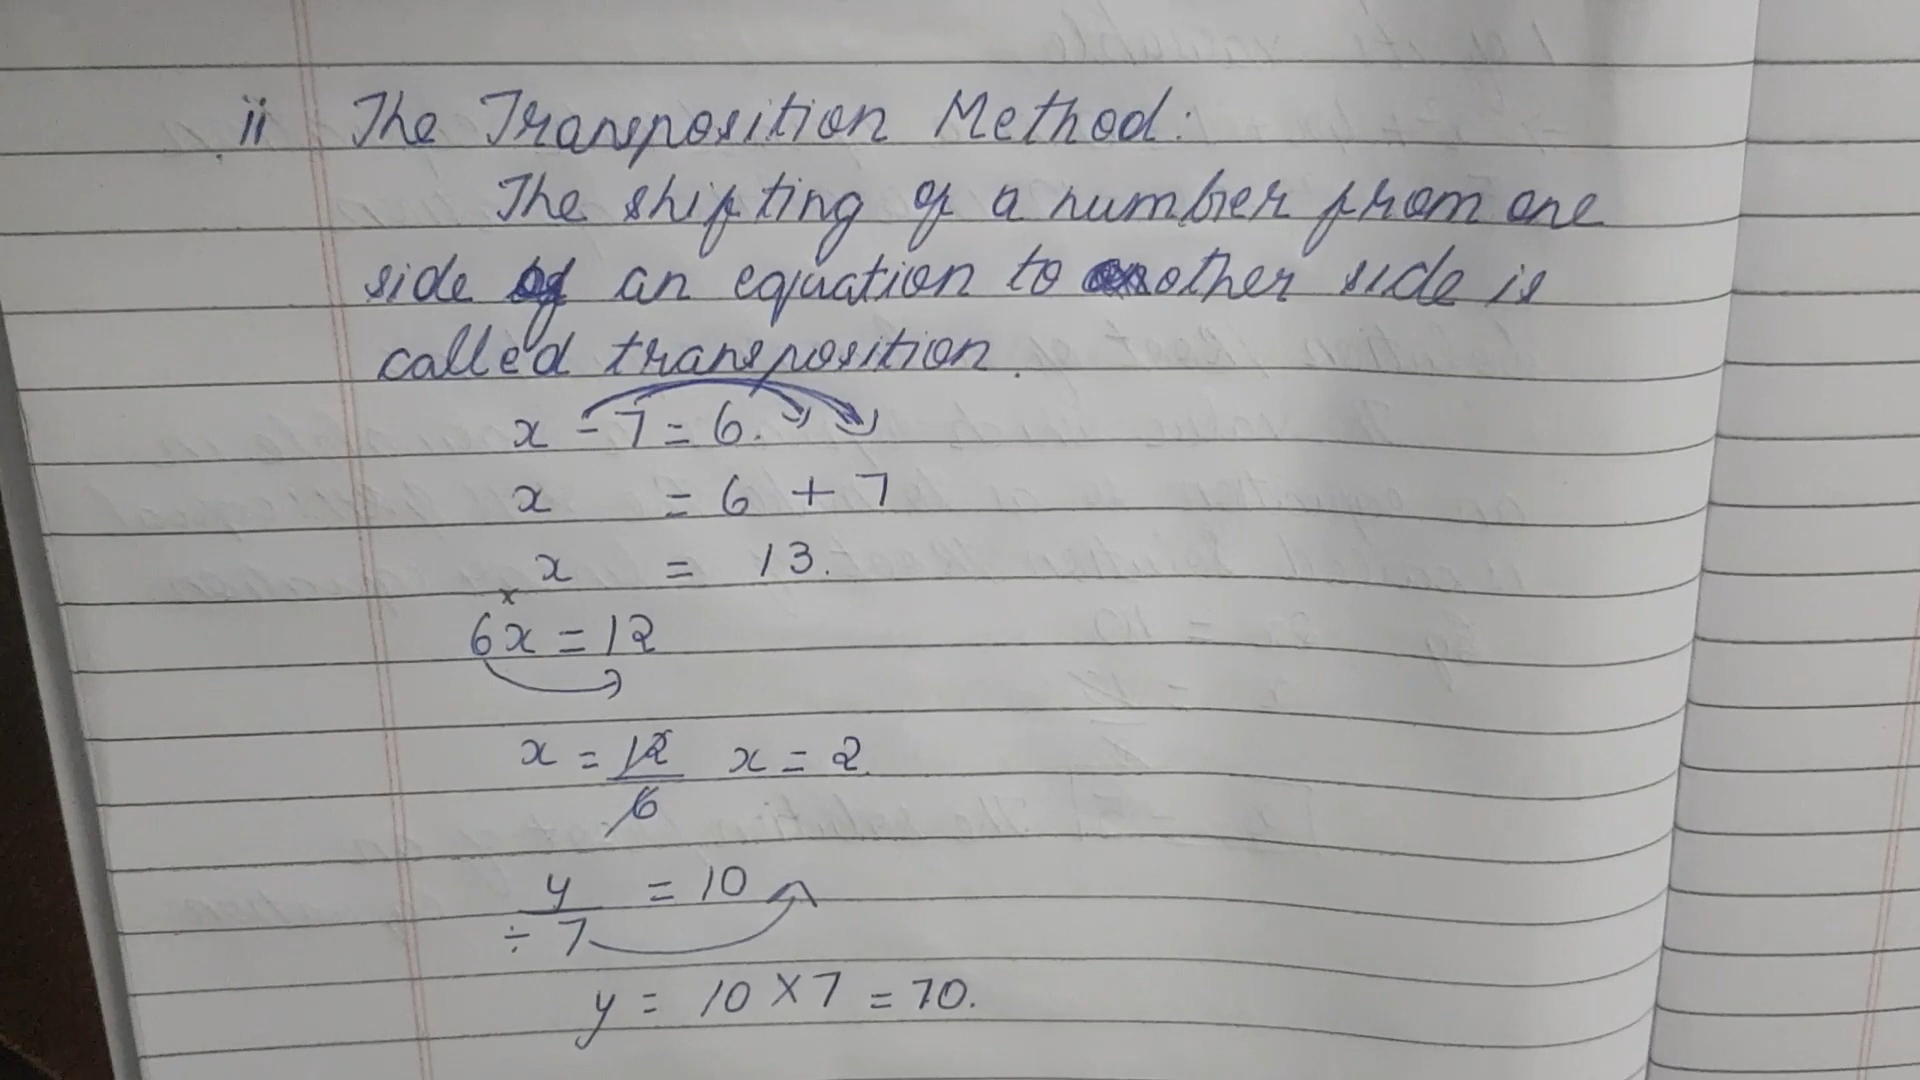 ii The Transposition Method:
The shifting of a number from one
side of an equation to other side is
called transposition.
x - 7 = 6.
x = 6 + 7
x = 13.
x
6x = 12
x = 12/6 x = 2
y/7 = 10
÷
y = 10 × 7 = 70.